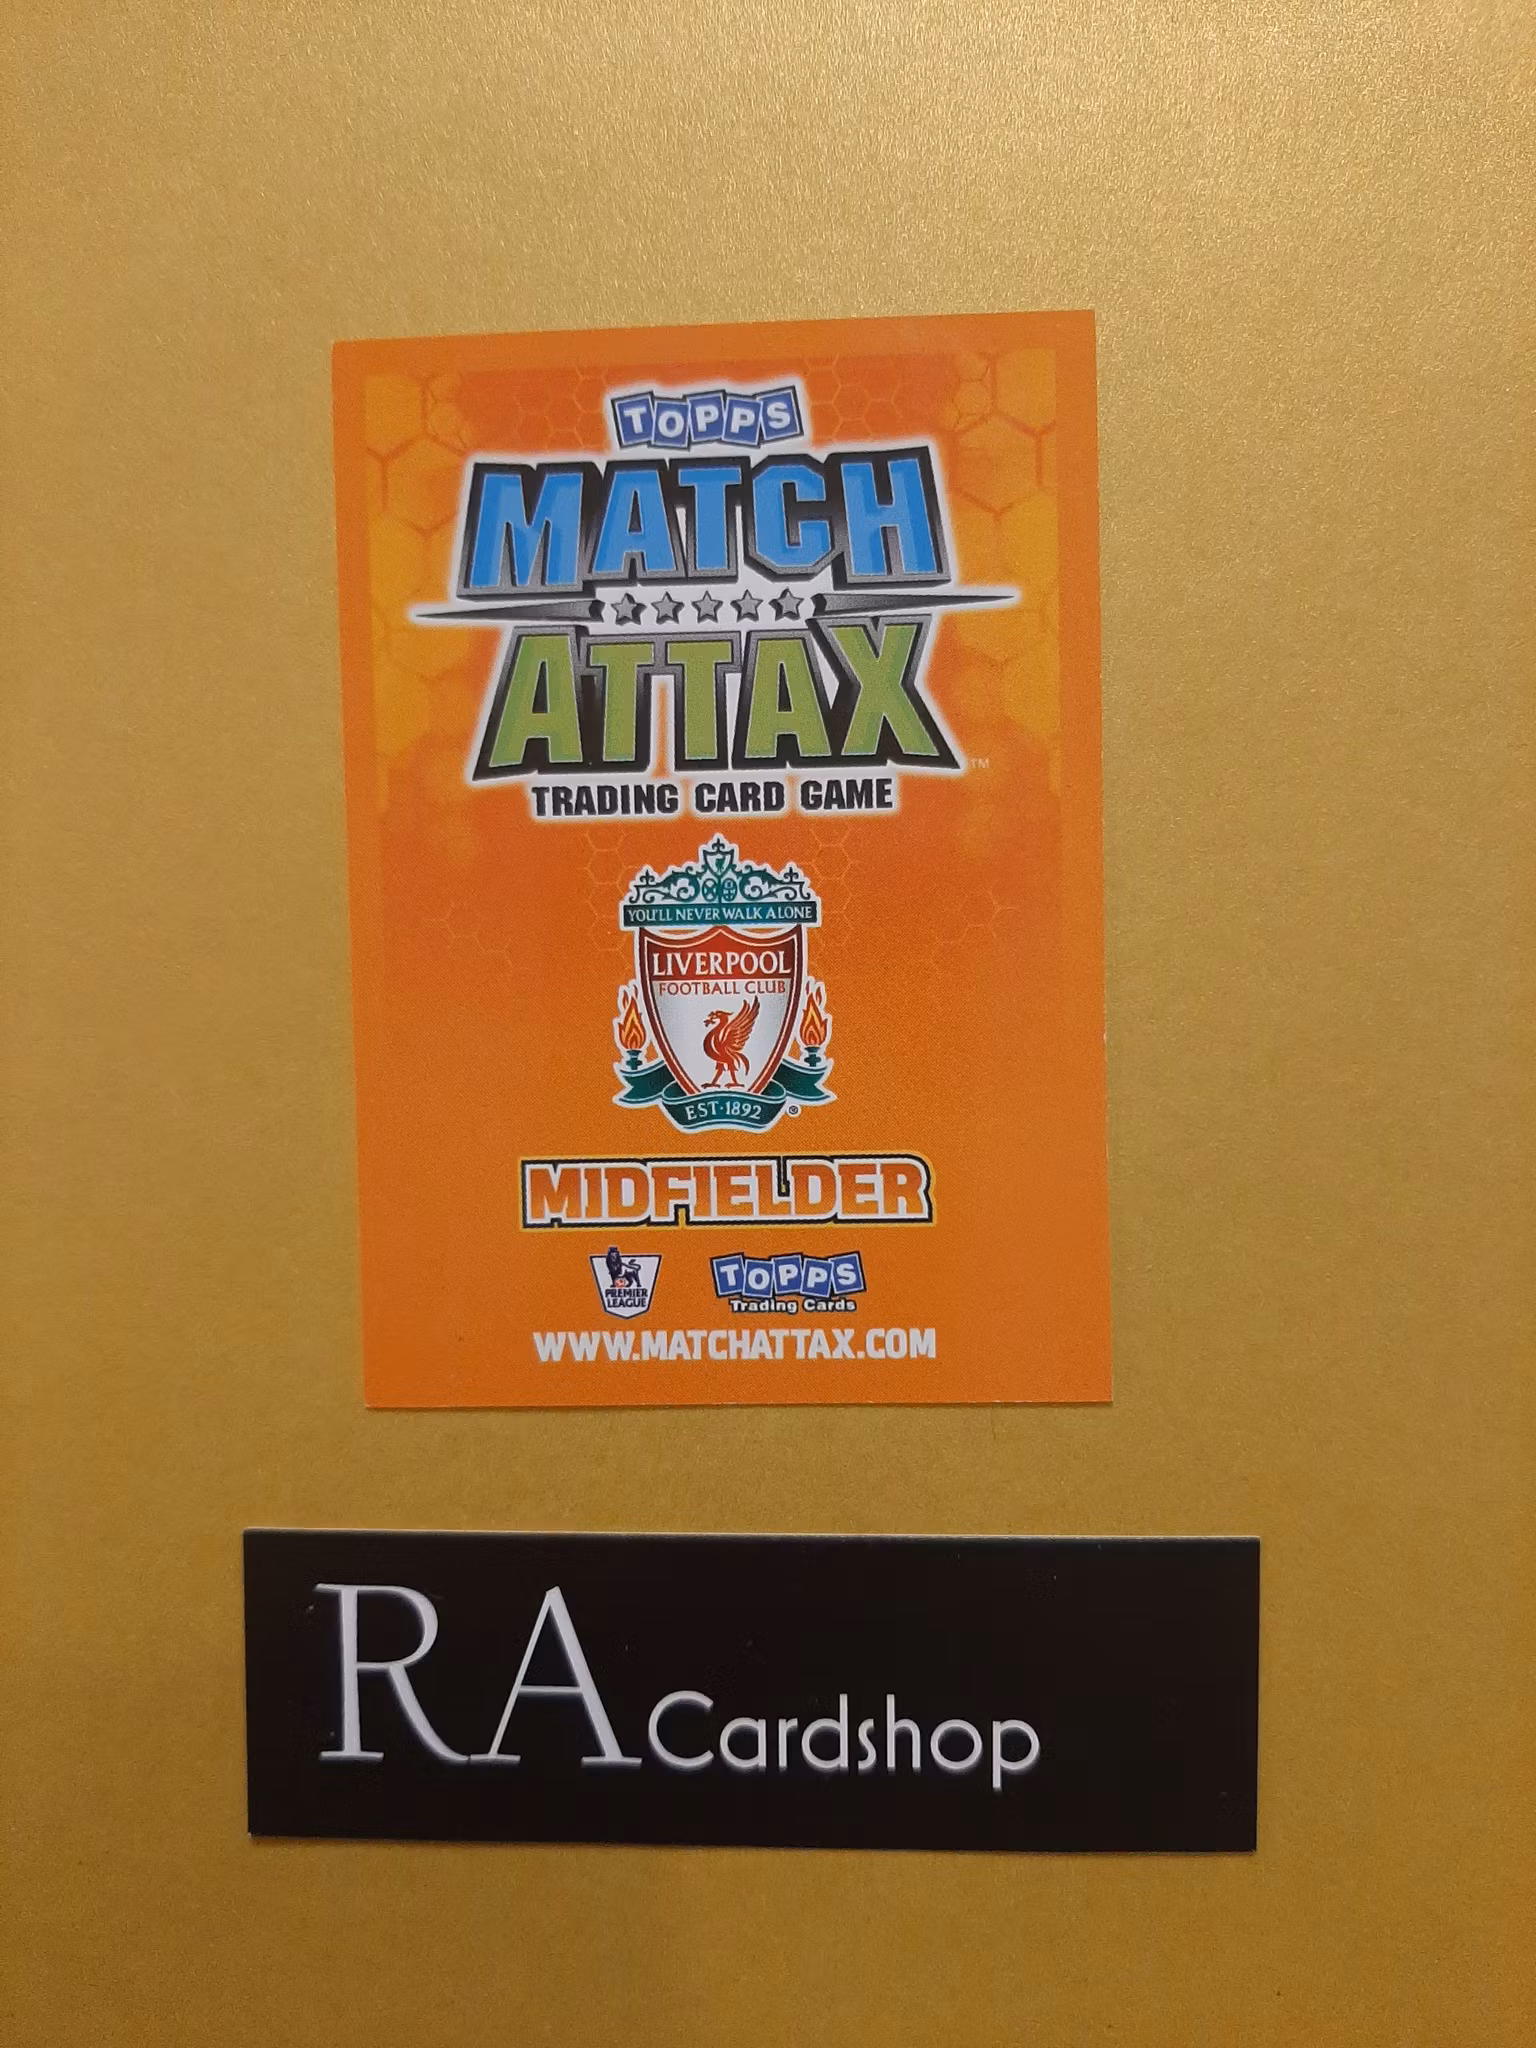 TOPPS
MATCH
ATTAX
TM
TRADING CARD GAME
YOU'LL NEVER WALK ALONE
LIVERPOOL
FOOTBALL CLUB
EST·1892
®
MIDFIELDER
PREMIER
LEAGUE
TOPPS
Trading Cards
WWW.MATCHATTAX.COM
RA Cardshop